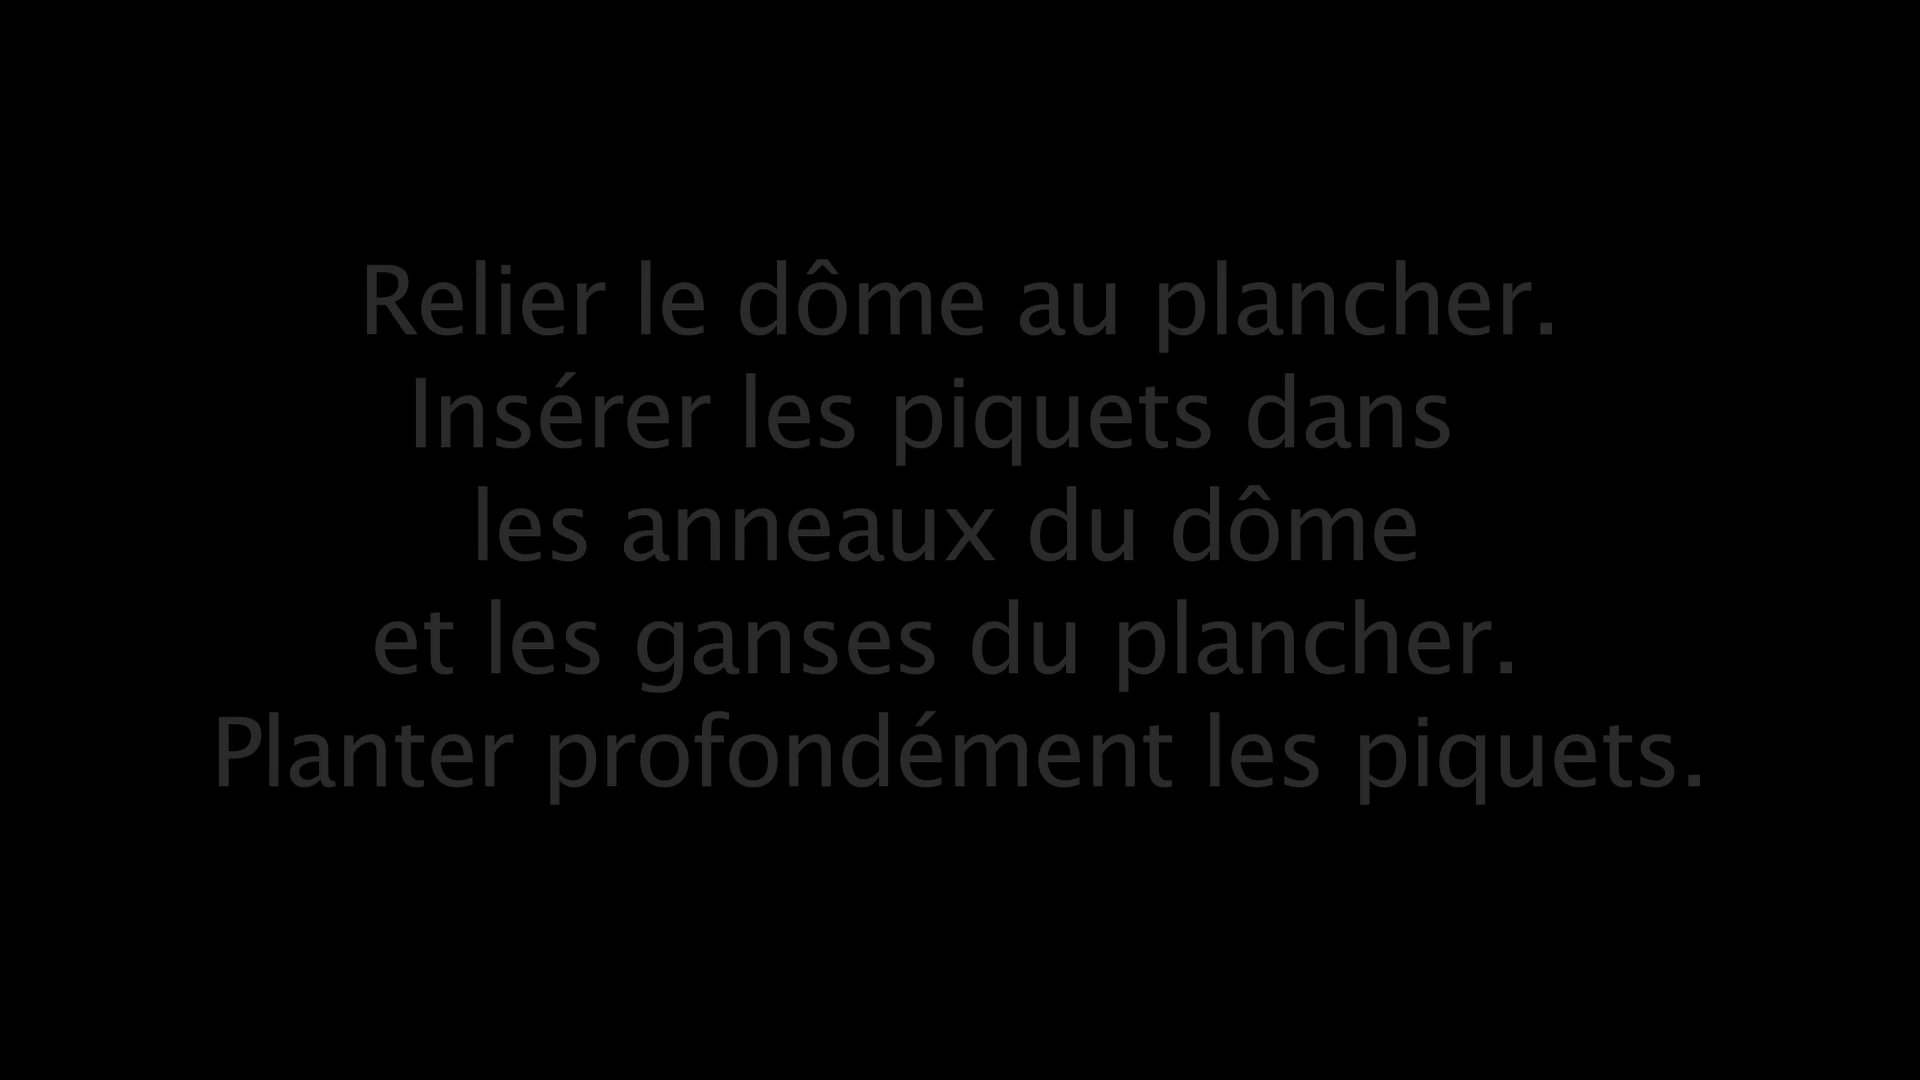 Relier le dôme au plancher.
Insérer les piquets dans
les anneaux du dôme
et les ganses du plancher.
Planter profondément les piquets.